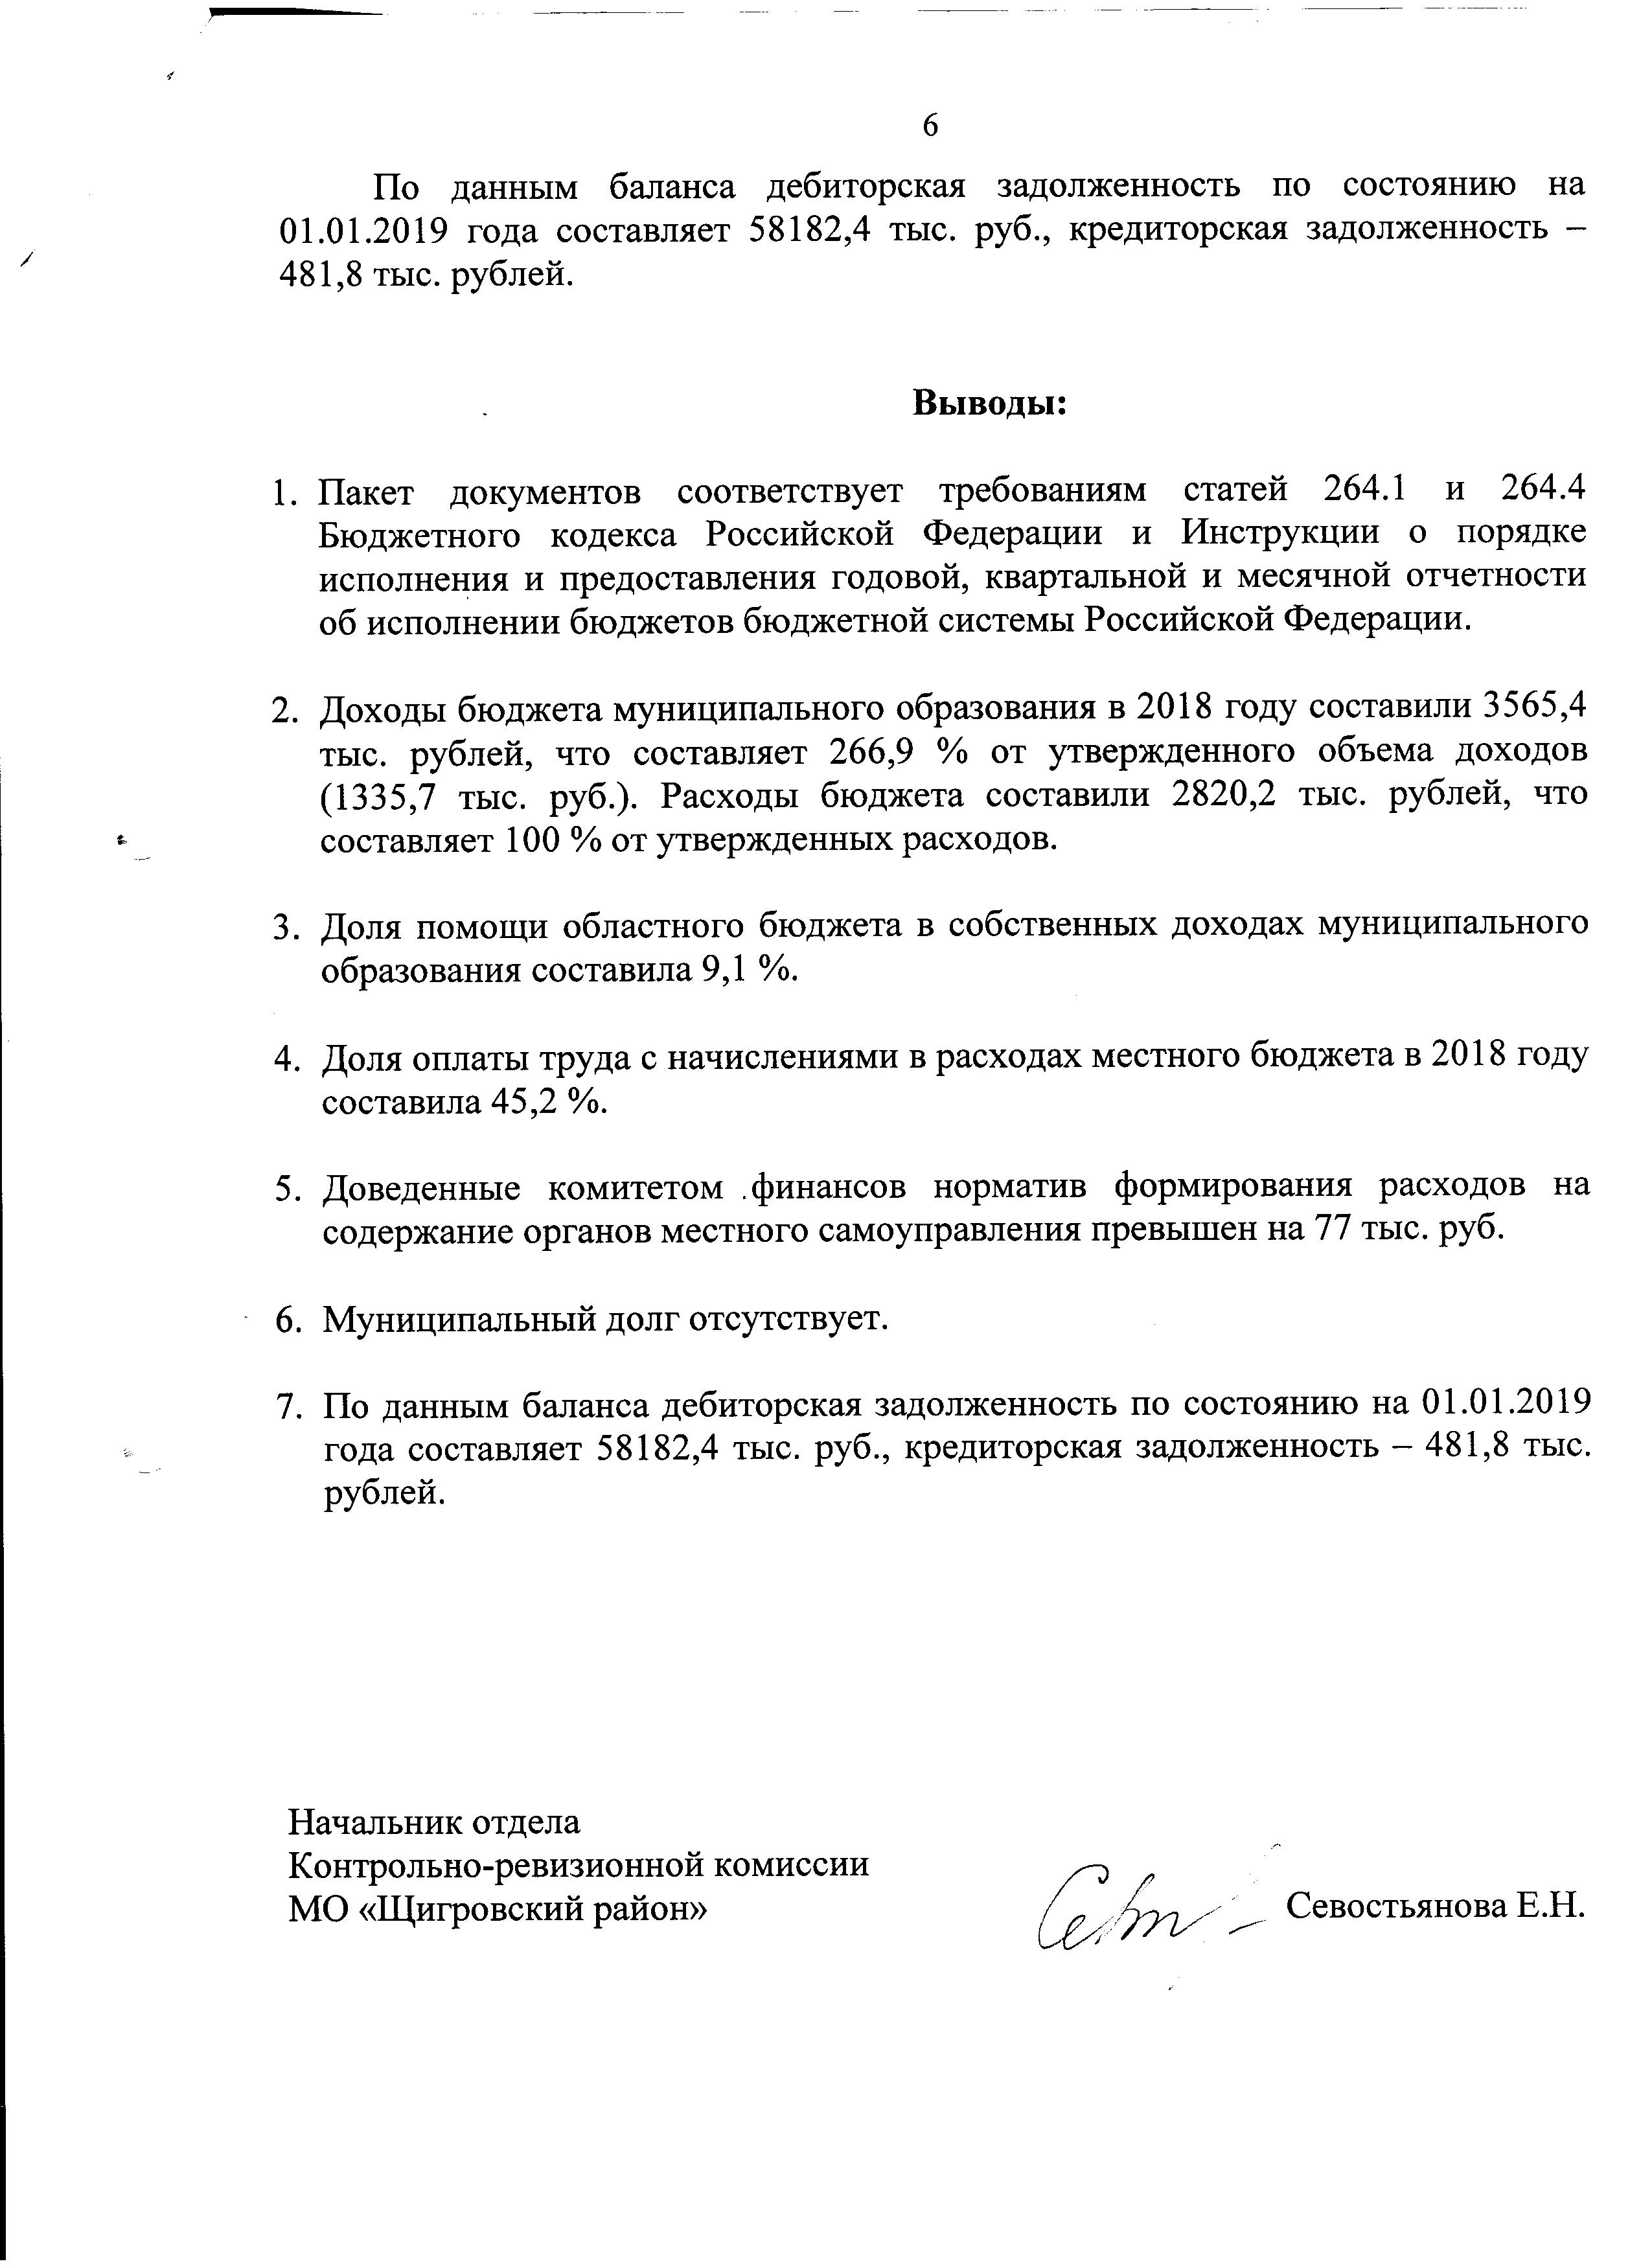 6
По данным баланса дебиторская задолженность по состоянию на
01.01.2019 года составляет 58182,4 тыс. руб., кредиторская задолженность –
481,8 тыс. рублей.
Выводы:
1. Пакет документов соответствует требованиям статей 264.1 и 264.4
Бюджетного кодекса Российской Федерации и Инструкции о порядке
исполнения и предоставления годовой, квартальной и месячной отчетности
об исполнении бюджетов бюджетной системы Российской Федерации.
2. Доходы бюджета муниципального образования в 2018 году составили 3565,4
тыс. рублей, что составляет 266,9 % от утвержденного объема доходов
(1335,7 тыс. руб.). Расходы бюджета составили 2820,2 тыс. рублей, что
составляет 100 % от утвержденных расходов.
3. Доля помощи областного бюджета в собственных доходах муниципального
образования составила 9,1 %.
4. Доля оплаты труда с начислениями в расходах местного бюджета в 2018 году
составила 45,2 %.
5. Доведенные комитетом финансов норматив формирования расходов на
содержание органов местного самоуправления превышен на 77 тыс. руб.
6. Муниципальный долг отсутствует.
7. По данным баланса дебиторская задолженность по состоянию на 01.01.2019
года составляет 58182,4 тыс. руб., кредиторская задолженность – 481,8 тыс.
рублей.
Начальник отдела
Контрольно-ревизионной комиссии
МО «Щигровский район»
Севостьянова Е.Н.